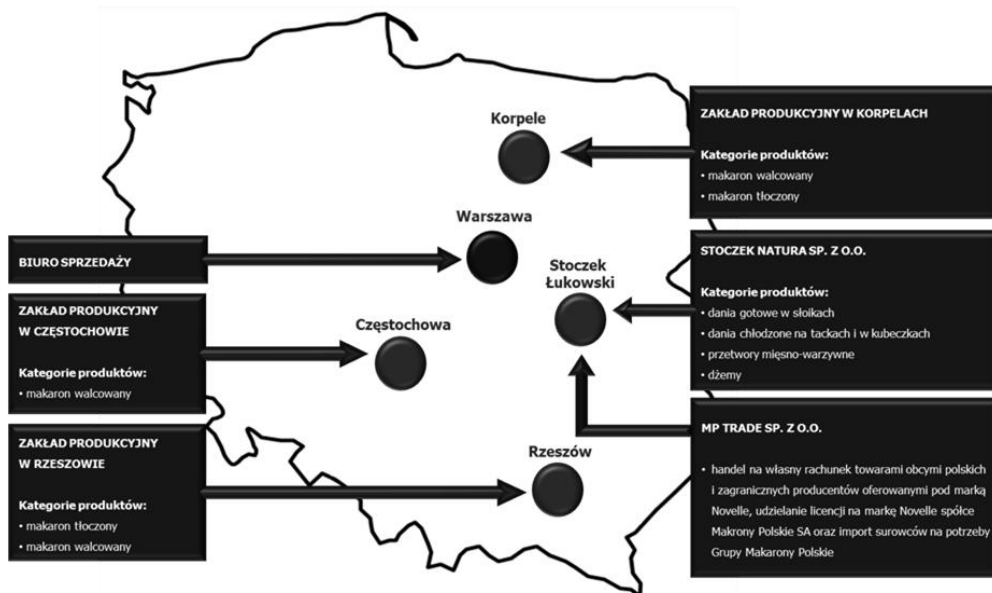 Korpele
Warszawa
Stoczek
Łukowski
Częstochowa
Rzeszów
BIURO SPRZEDAŻY
ZAKŁAD PRODUKCYJNY
W CZĘSTOCHOWIE
Kategorie produktów:
• makaron walcowany
ZAKŁAD PRODUKCYJNY
W RZESZOWIE
Kategorie produktów:
• makaron tłoczony
• makaron walcowany
ZAKŁAD PRODUKCYJNY W KORPELACH
Kategorie produktów:
• makaron walcowany
• makaron tłoczony
STOCZEK NATURA SP. Z O.O.
Kategorie produktów:
• dania gotowe w słoikach
• dania chłodzone na tackach i w kubeczkach
• przetwory mięsno-warzywne
• dżemy
MP TRADE SP. Z O.O.
• handel na własny rachunek towarami obcymi polskich
i zagranicznych producentów oferowanymi pod marką
Novelle, udzielanie licencji na markę Novelle spółce
Makrony Polskie SA oraz import surowców na potrzeby
Grupy Makarony Polskie